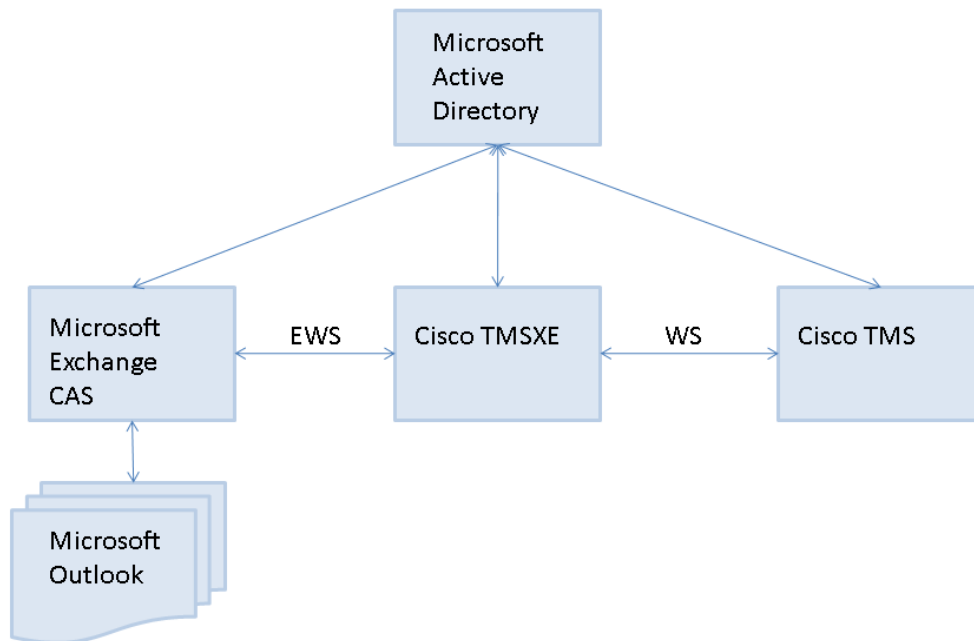 Microsoft
Active
Directory
Microsoft
Exchange
CAS
EWS
Cisco TMSXE
WS
Cisco TMS
Microsoft
Outlook